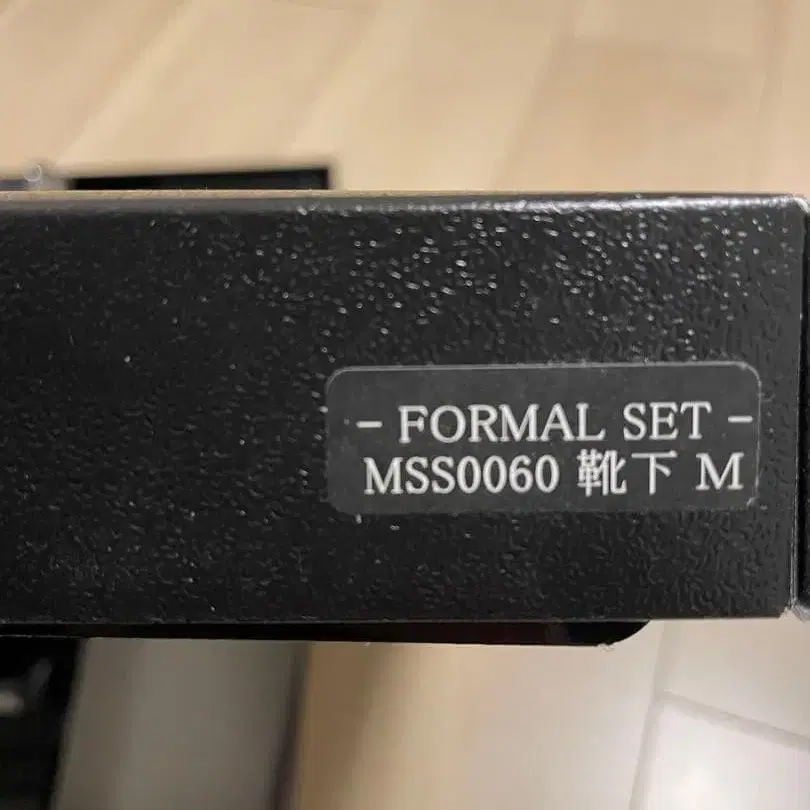 - FORMAL SET -
MSS0060 靴下 M